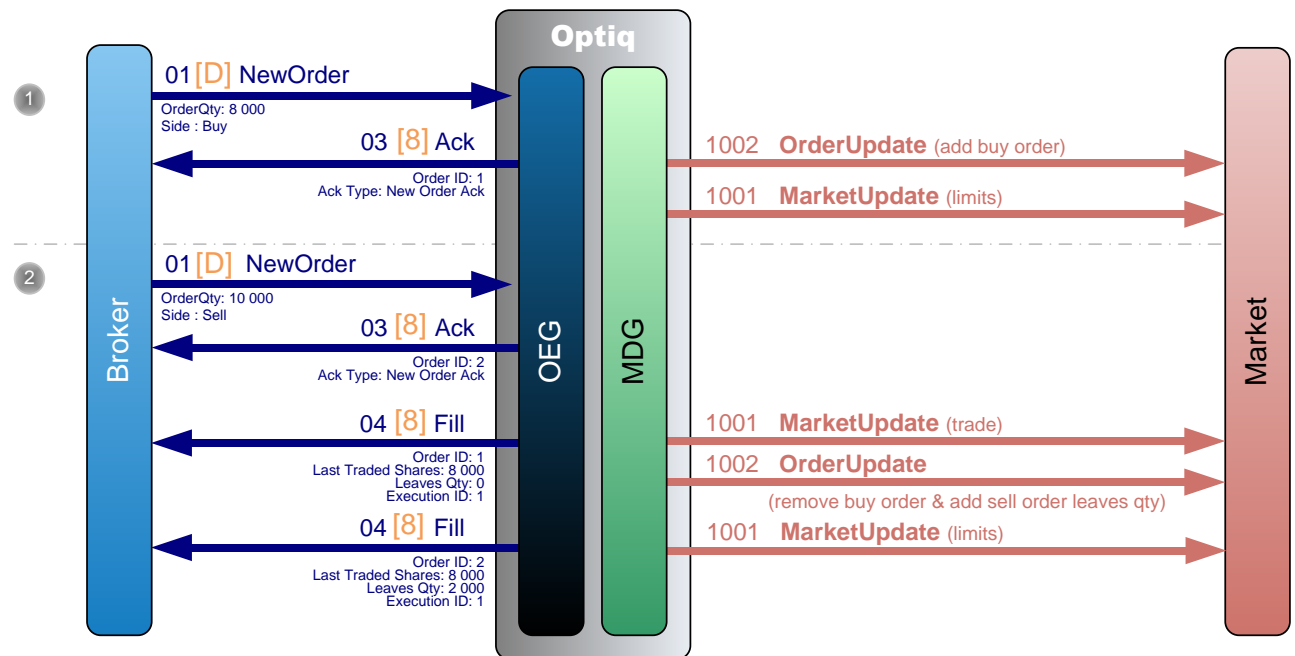 Optiq
1
01 [D] NewOrder
OrderQty: 8 000
Side : Buy
03 [8] Ack
Order ID: 1
Ack Type: New Order Ack
1002 OrderUpdate (add buy order)
1001 MarketUpdate (limits)
2
01 [D] NewOrder
OrderQty: 10 000
Side : Sell
03 [8] Ack
Order ID: 2
Ack Type: New Order Ack
Broker
OEG
MDG
Market
04 [8] Fill
Order ID: 1
Last Traded Shares: 8 000
Leaves Qty: 0
Execution ID: 1
1001 MarketUpdate (trade)
1002 OrderUpdate
(remove buy order & add sell order leaves qty)
04 [8] Fill
Order ID: 2
Last Traded Shares: 8 000
Leaves Qty: 2 000
Execution ID: 1
1001 MarketUpdate (limits)